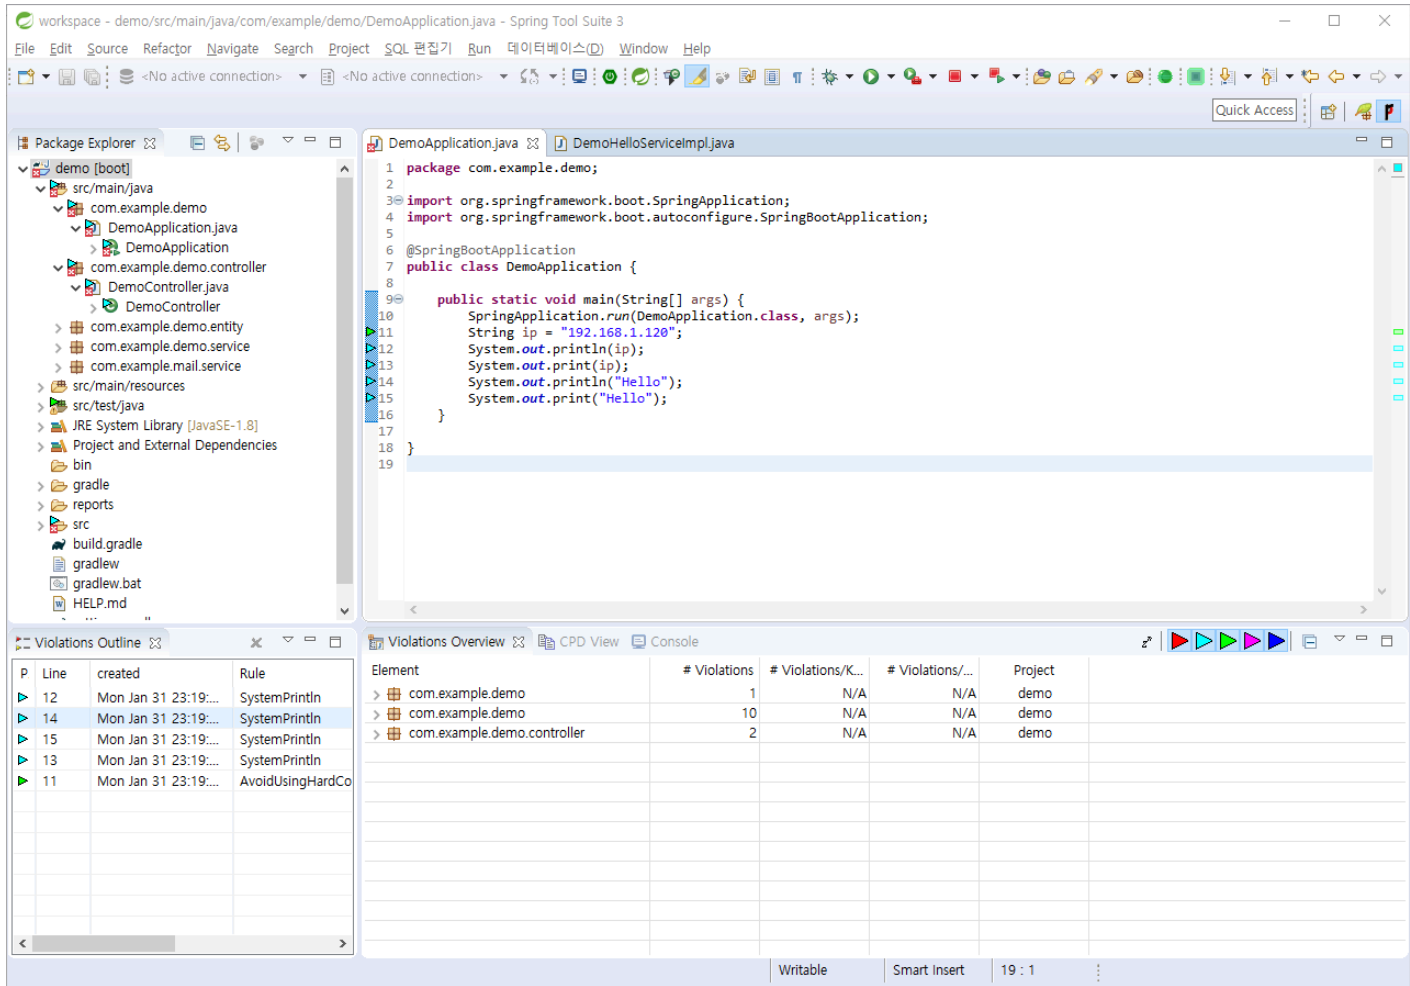 workspace - demo/src/main/java/com/example/demo/DemoApplication.java - Spring Tool Suite 3
File Edit Source Refactor Navigate Search Project SQL 편집기 Run 데이터베이스(D) Window Help
<No active connection> <No active connection>
Quick Access
Package Explorer
demo [boot]
src/main/java
com.example.demo
DemoApplication.java
DemoApplication
com.example.demo.controller
DemoController.java
DemoController
com.example.demo.entity
com.example.demo.service
com.example.mail.service
src/main/resources
src/test/java
JRE System Library [JavaSE-1.8]
Project and External Dependencies
bin
gradle
reports
src
build.gradle
gradlew
gradlew.bat
HELP.md
DemoApplication.java DemoHelloServiceImpl.java
1 package com.example.demo;
2
3 import org.springframework.boot.SpringApplication;
4 import org.springframework.boot.autoconfigure.SpringBootApplication;
5
6 @SpringBootApplication
7 public class DemoApplication {
8
9 public static void main(String[] args) {
10 SpringApplication.run(DemoApplication.class, args);
11 String ip = "192.168.1.120";
12 System.out.println(ip);
13 System.out.print(ip);
14 System.out.println("Hello");
15 System.out.print("Hello");
16 }
17
18 }
19
Violations Outline
P Line created Rule
12 Mon Jan 31 23:19:... SystemPrintln
14 Mon Jan 31 23:19:... SystemPrintln
15 Mon Jan 31 23:19:... SystemPrintln
13 Mon Jan 31 23:19:... SystemPrintln
11 Mon Jan 31 23:19:... AvoidUsingHardCo
Violations Overview CPD View Console
Element # Violations # Violations/K... # Violations/... Project
com.example.demo 1 N/A N/A demo
com.example.demo 10 N/A N/A demo
com.example.demo.controller 2 N/A N/A demo
Writable Smart Insert 19 : 1